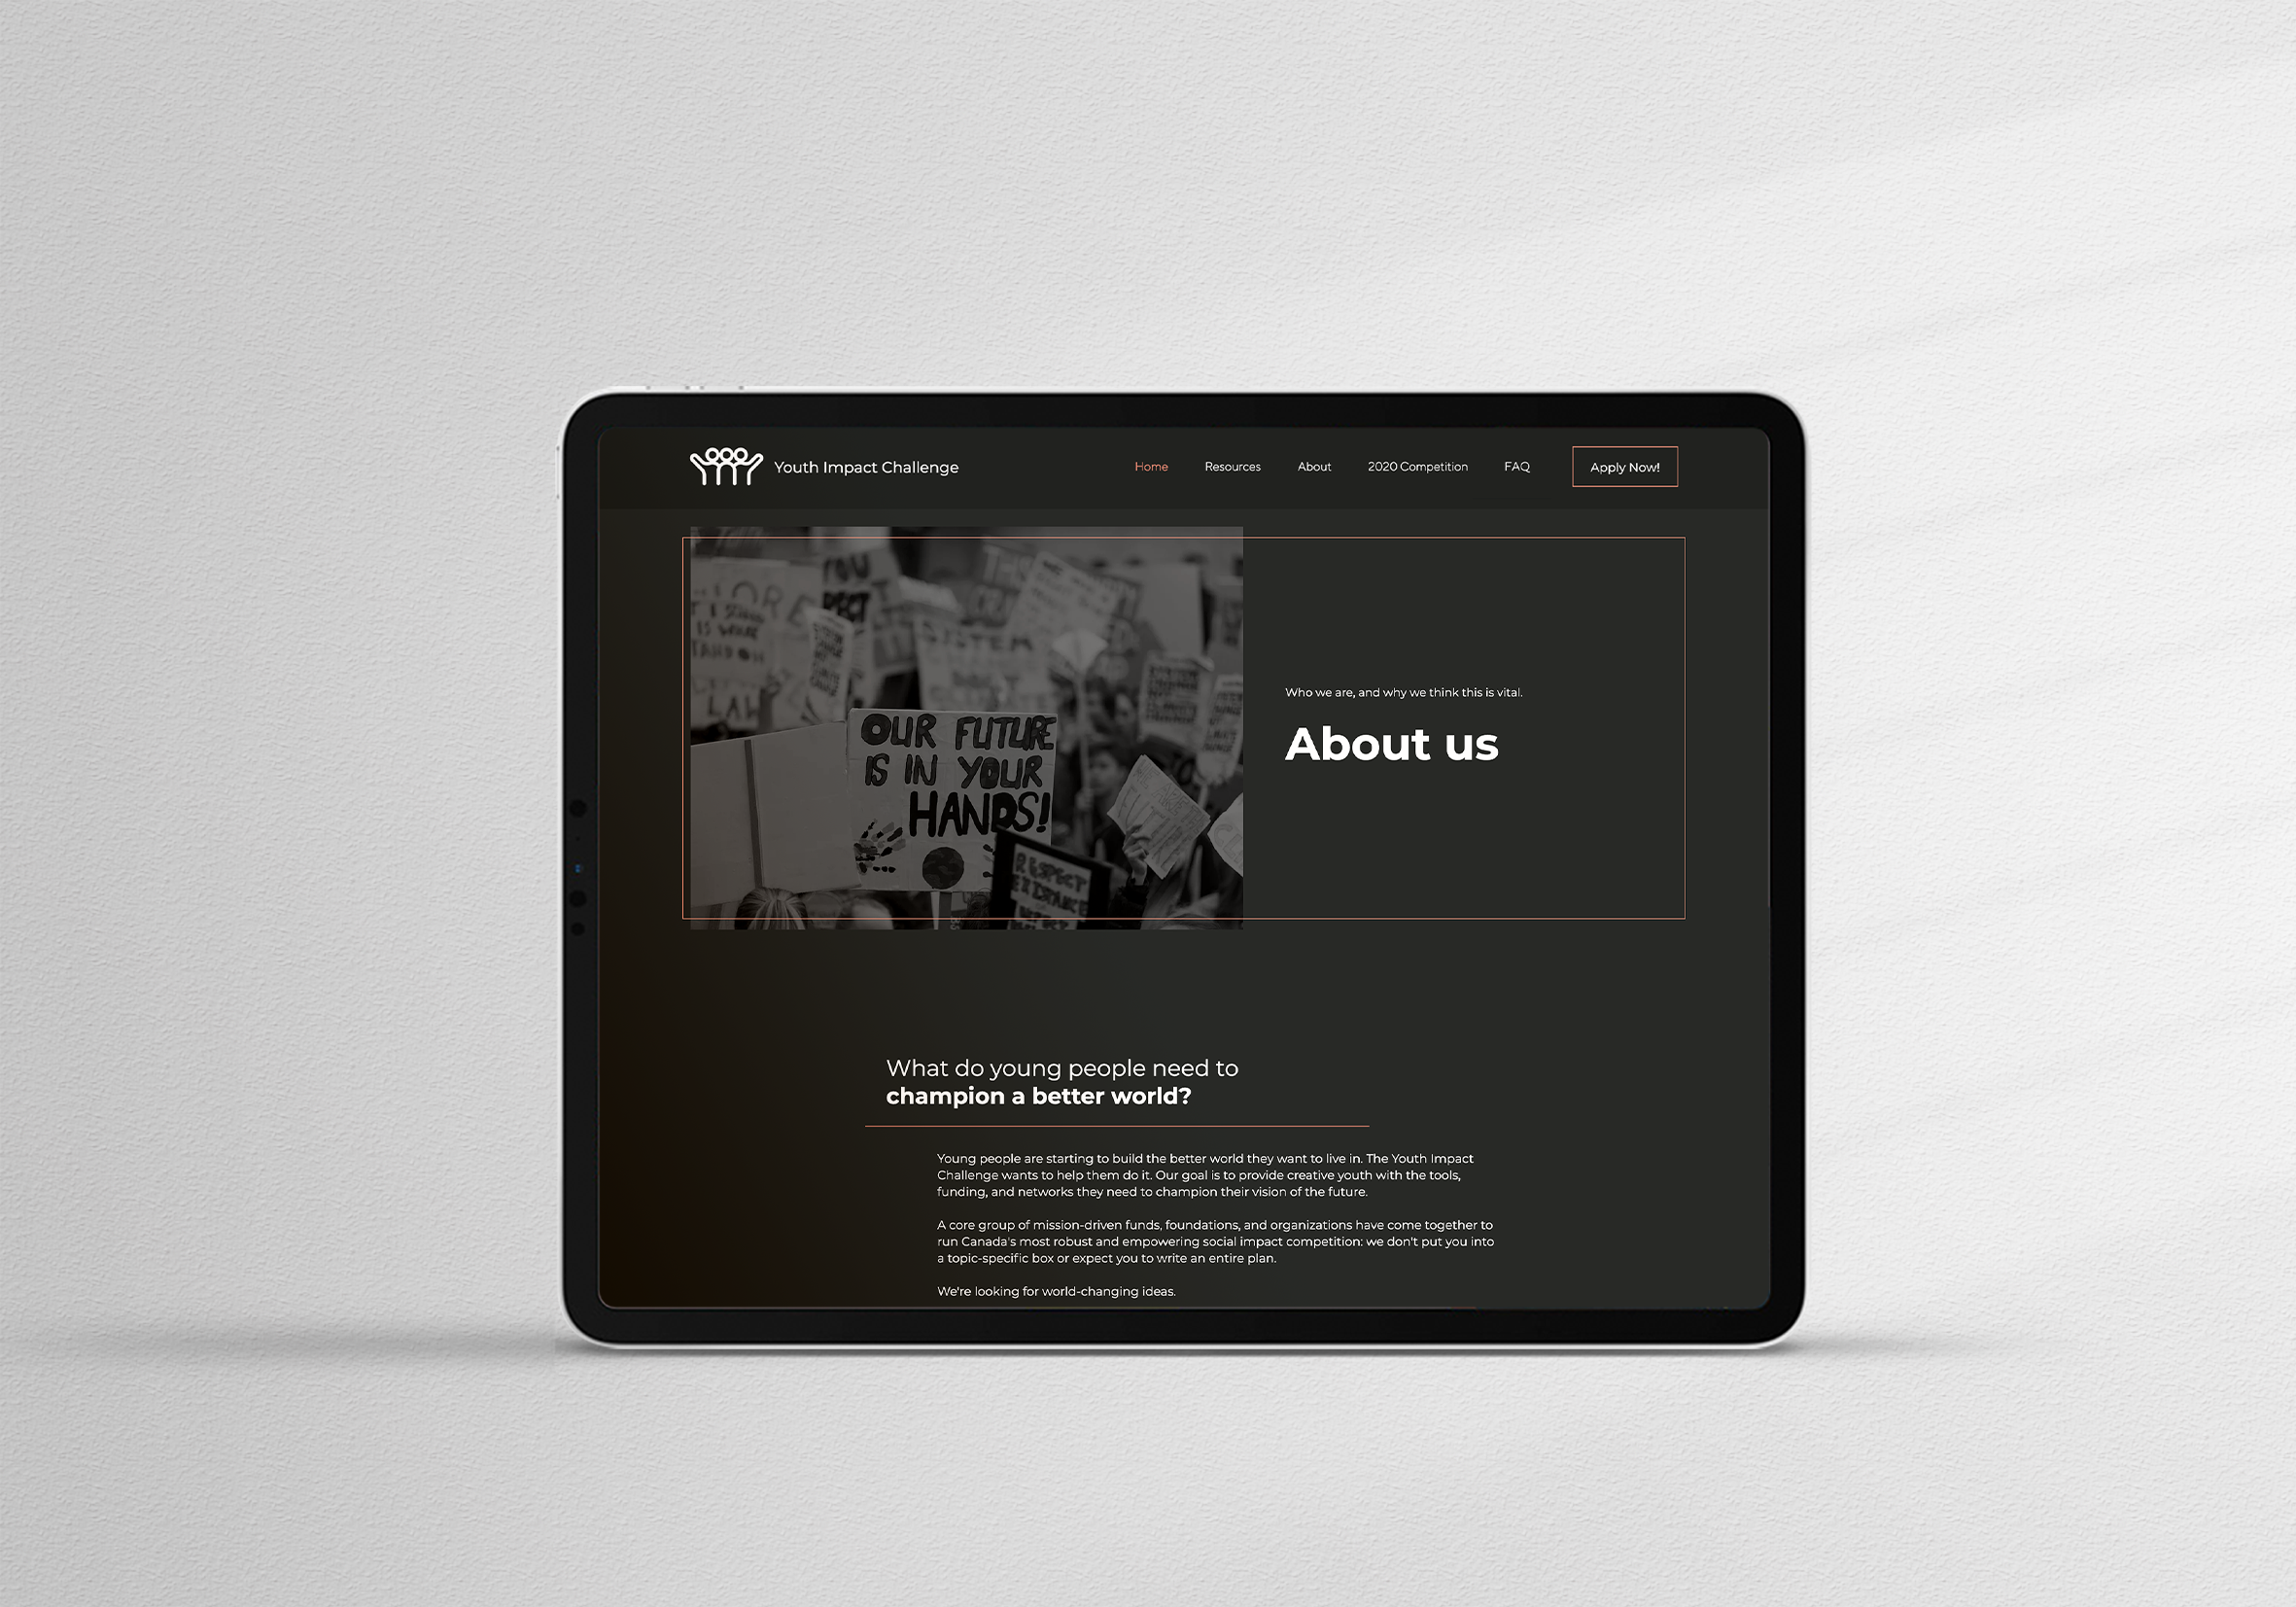 Youth Impact Challenge
Home
Resources
About
2020 Competition
FAQ
Apply Now!
YOU
SYSTEM
OUR FUTURE
IS IN YOUR
HANDS!
RESPECT
Who we are, and why we think this is vital.
About us
What do young people need to
champion a better world?
Young people are starting to build the better world they want to live in. The Youth Impact
Challenge wants to help them do it. Our goal is to provide creative youth with the tools,
funding, and networks they need to champion their vision of the future.
A core group of mission-driven funds, foundations, and organizations have come together to
run Canada's most robust and empowering social impact competition: we don't put you into
a topic-specific box or expect you to write an entire plan.
We're looking for world-changing ideas.